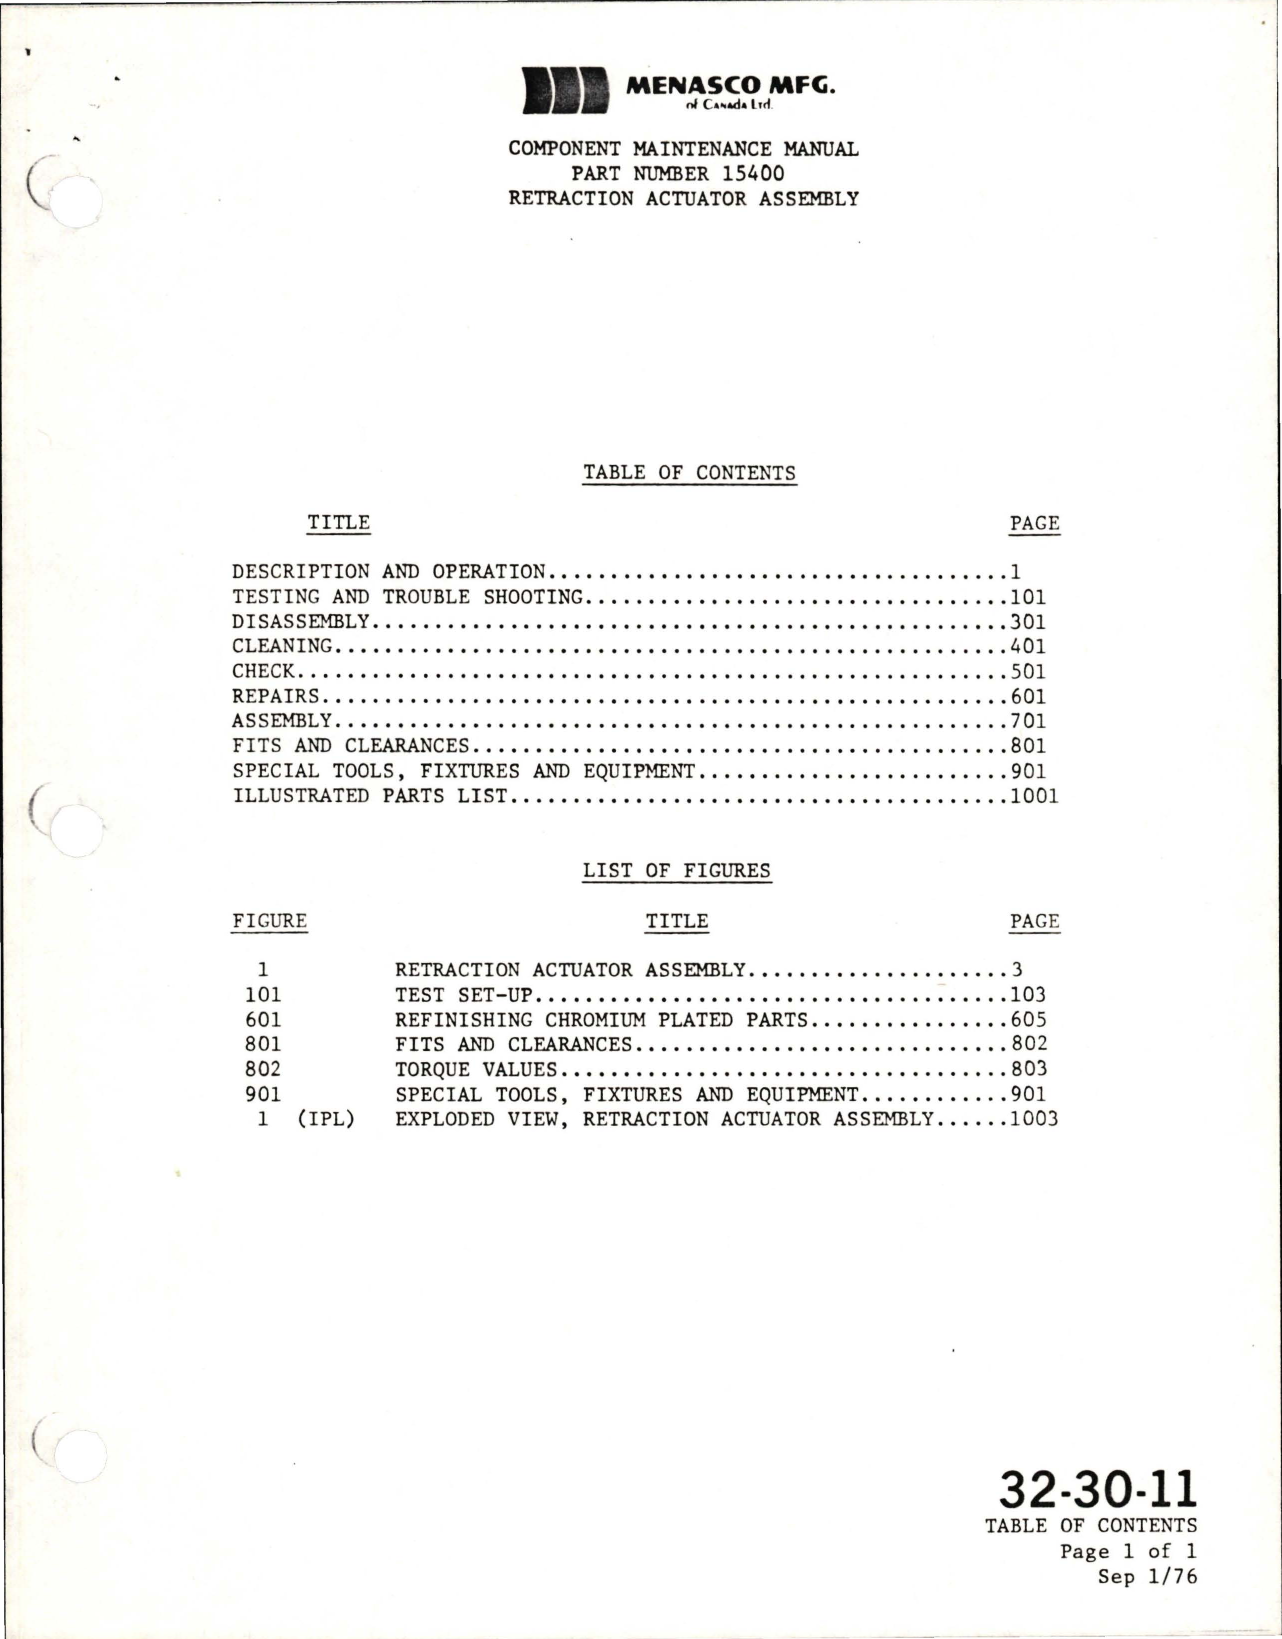 MENASCO MFG.
of Canada Ltd.
COMPONENT MAINTENANCE MANUAL
PART NUMBER 15400
RETRACTION ACTUATOR ASSEMBLY
TABLE OF CONTENTS
TITLE PAGE
DESCRIPTION AND OPERATION.....................................1
TESTING AND TROUBLE SHOOTING..................................101
DISASSEMBLY...................................................301
CLEANING......................................................401
CHECK.........................................................501
REPAIRS.......................................................601
ASSEMBLY......................................................701
FITS AND CLEARANCES...........................................801
SPECIAL TOOLS, FIXTURES AND EQUIPMENT.........................901
ILLUSTRATED PARTS LIST........................................1001
LIST OF FIGURES
FIGURE TITLE PAGE
1 RETRACTION ACTUATOR ASSEMBLY.....................3
101 TEST SET-UP......................................103
601 REFINISHING CHROMIUM PLATED PARTS................605
801 FITS AND CLEARANCES..............................802
802 TORQUE VALUES....................................803
901 SPECIAL TOOLS, FIXTURES AND EQUIPMENT............901
1 (IPL) EXPLODED VIEW, RETRACTION ACTUATOR ASSEMBLY......1003
32-30-11
TABLE OF CONTENTS
Page 1 of 1
Sep 1/76